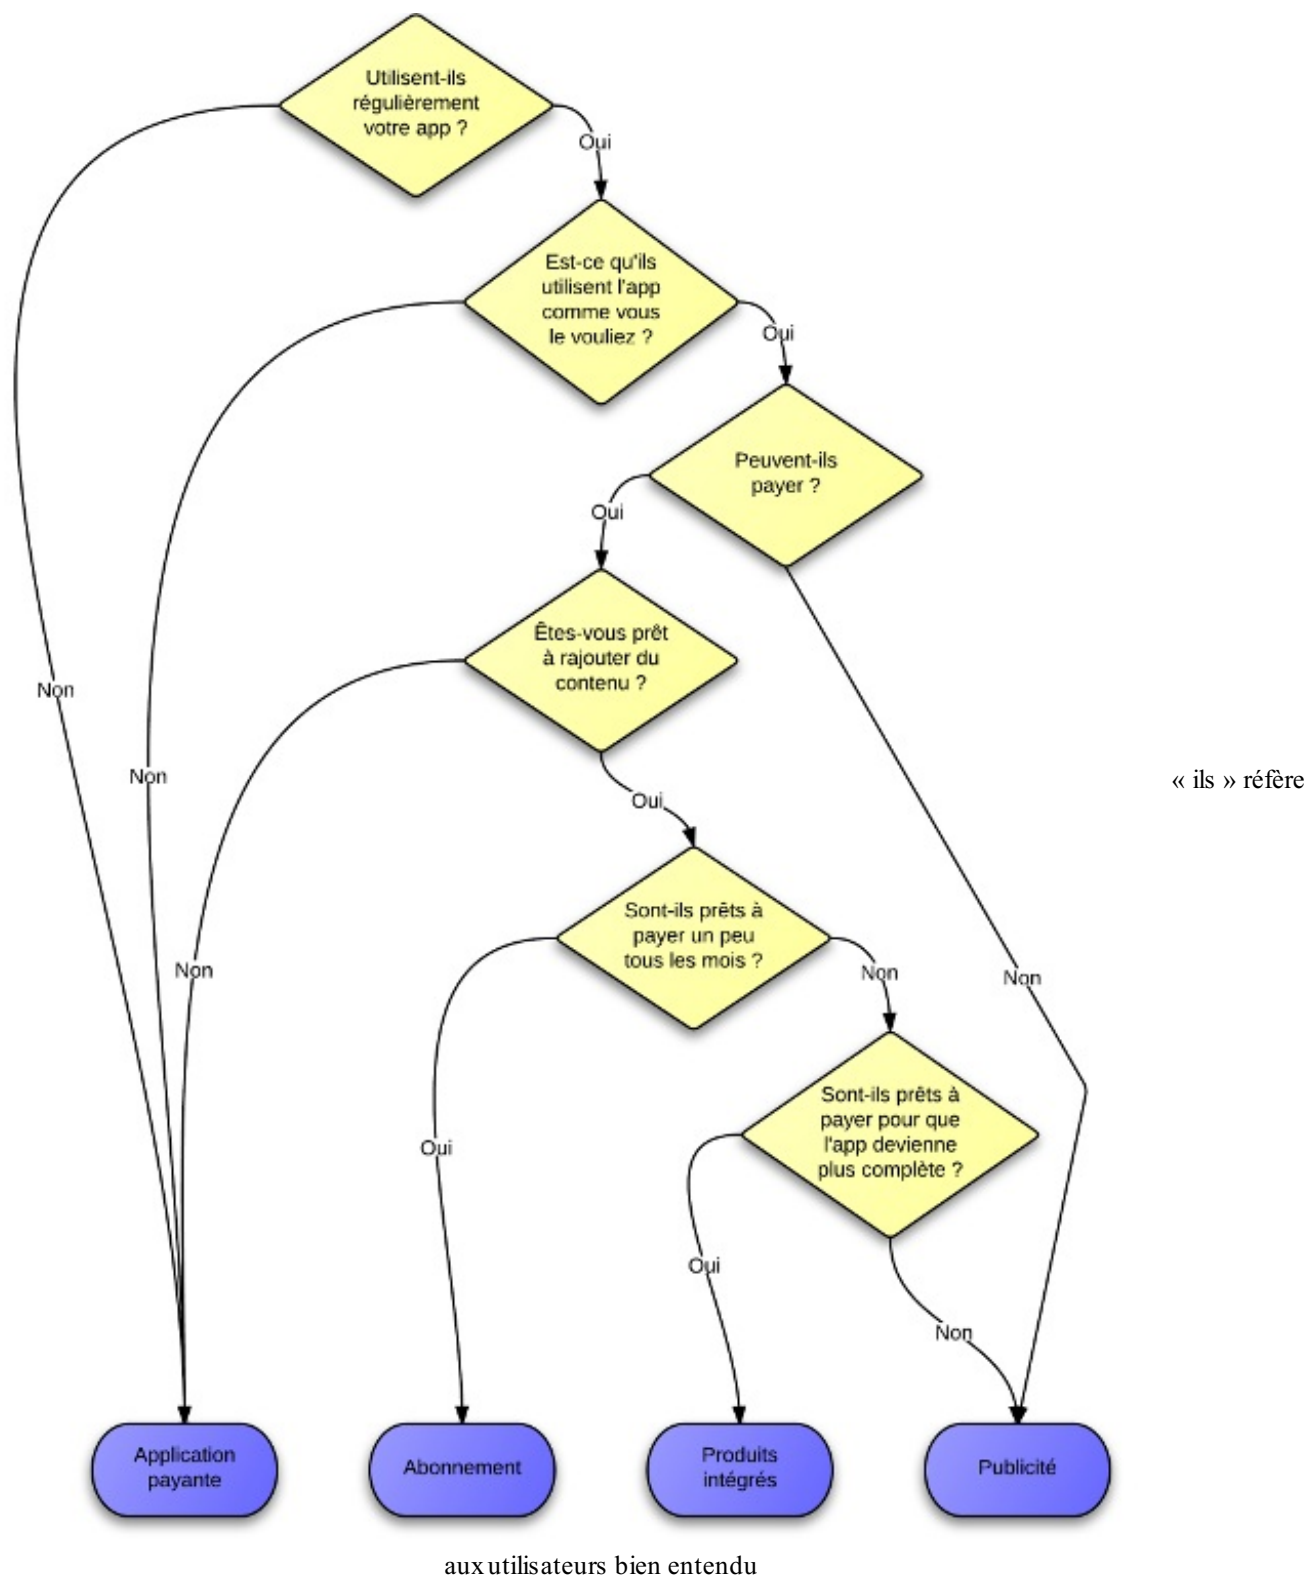 Utilisent-ils
régulièrement
votre app ?
Oui
Est-ce qu'ils
utilisent l'app
comme vous
le vouliez ?
Oui
Peuvent-ils
payer ?
Oui
Êtes-vous prêt
à rajouter du
contenu ?
Non
Non
Oui
« ils » réfère
Sont-ils prêts à
payer un peu
tous les mois ?
Non
Non
Non
Sont-ils prêts à
payer pour que
l'app devienne
plus complète ?
Oui
Oui
Non
Application
payante
Abonnement
Produits
intégrés
Publicité
aux utilisateurs bien entendu